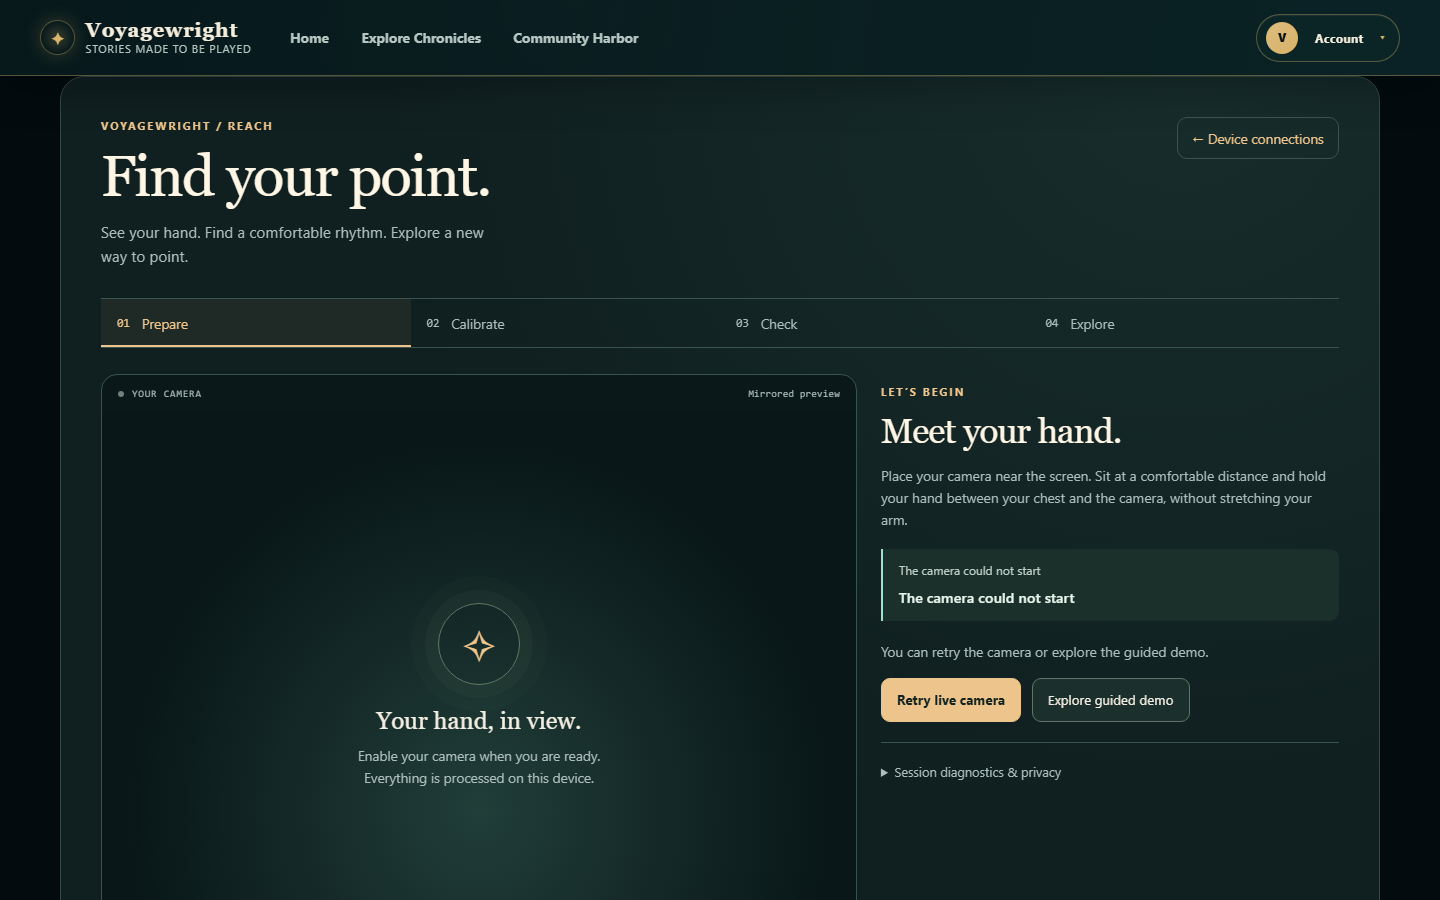 Voyagewright
STORIES MADE TO BE PLAYED
Home
Explore Chronicles
Community Harbor
V
Account
VOYAGEWRIGHT / REACH
← Device connections
Find your point.
See your hand. Find a comfortable rhythm. Explore a new
way to point.
01 Prepare
02 Calibrate
03 Check
04 Explore
YOUR CAMERA
Mirrored preview
Your hand, in view.
Enable your camera when you are ready.
Everything is processed on this device.
LET'S BEGIN
Meet your hand.
Place your camera near the screen. Sit at a comfortable distance and hold
your hand between your chest and the camera, without stretching your
arm.
The camera could not start
The camera could not start
You can retry the camera or explore the guided demo.
Retry live camera
Explore guided demo
Session diagnostics & privacy